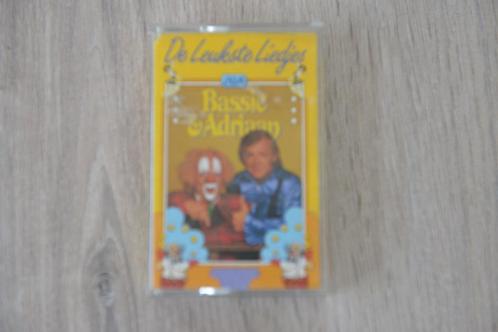 De Leukste Liedjes
Bassie
& Adriaan